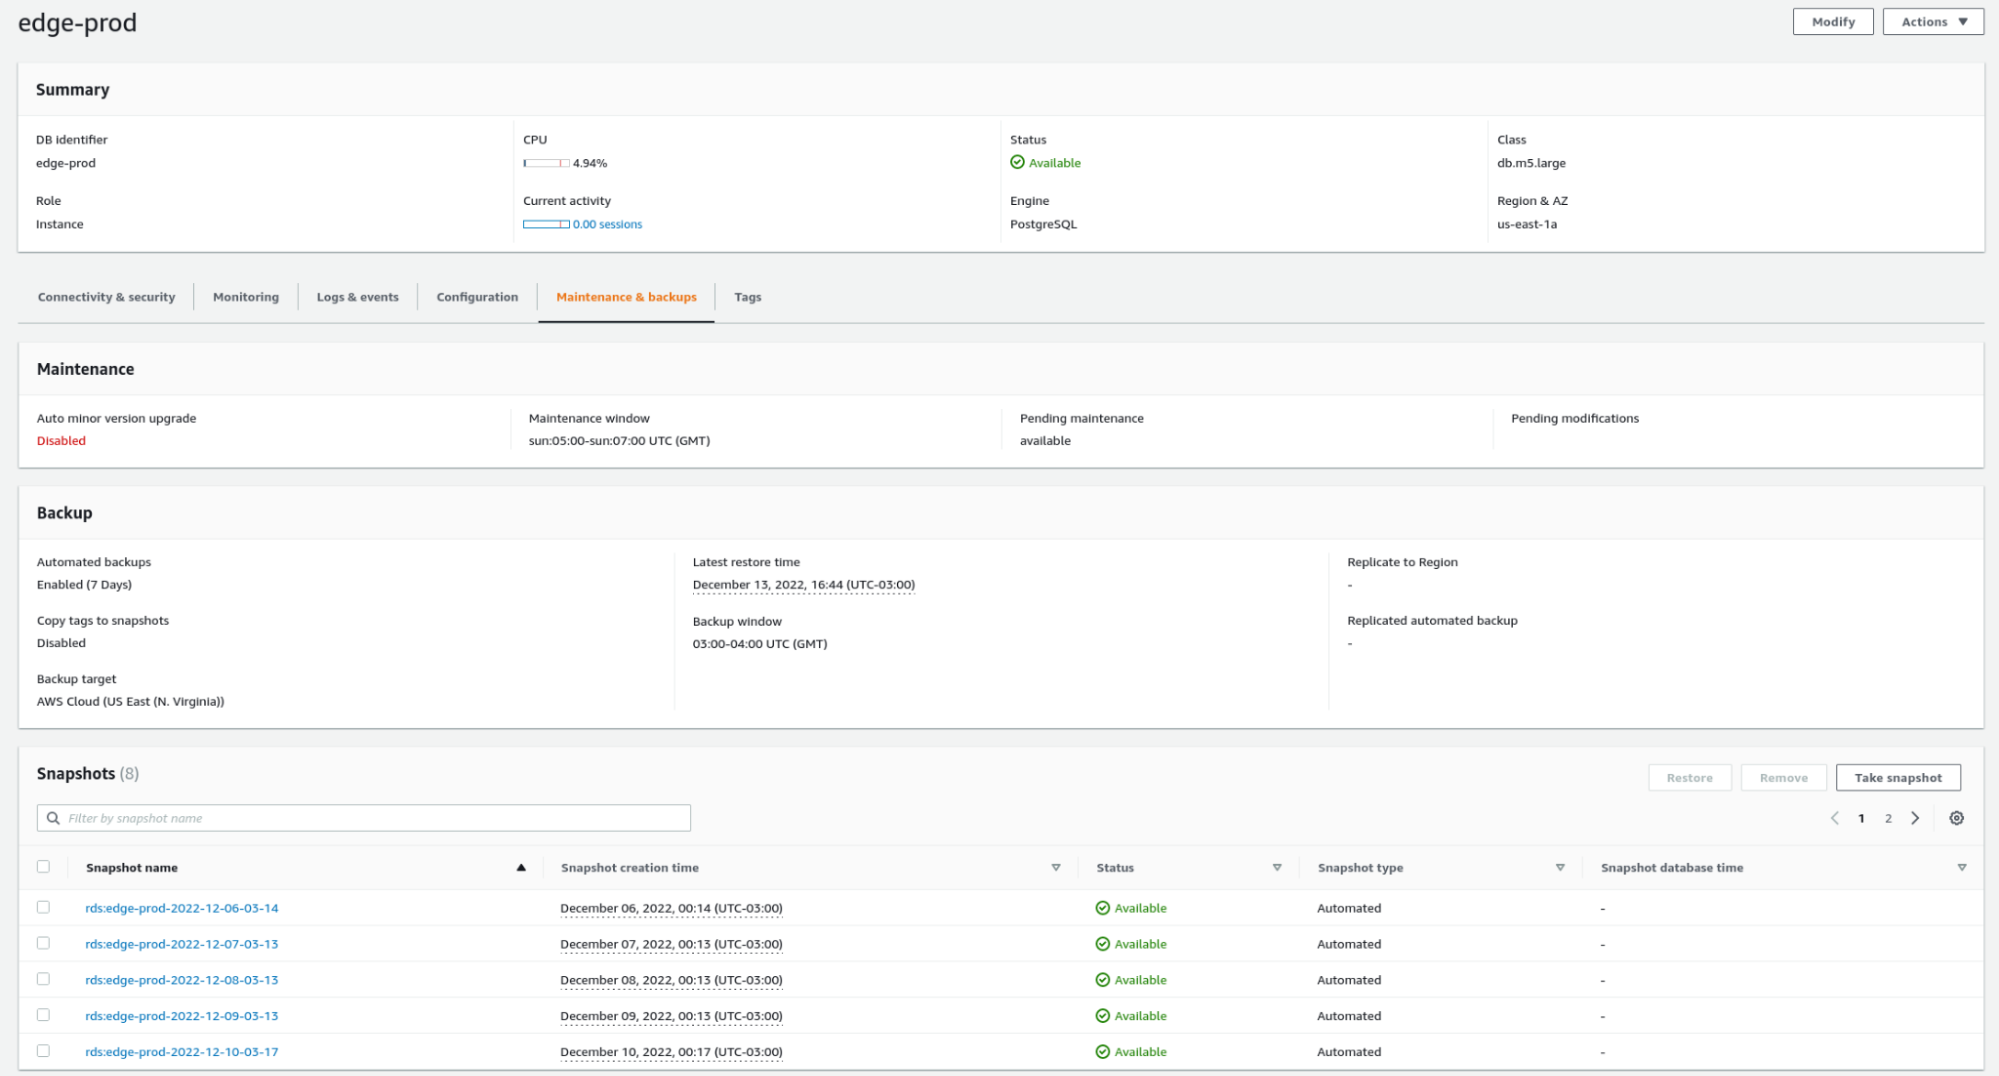 edge-prod
Modify
Actions
Summary
DB identifier
edge-prod
CPU
4.94%
Status
Available
Class
db.m5.large
Role
Instance
Current activity
0.00 sessions
Engine
PostgreSQL
Region & AZ
us-east-1a
Connectivity & security
Monitoring
Logs & events
Configuration
Maintenance & backups
Tags
Maintenance
Auto minor version upgrade
Disabled
Maintenance window
sun:05:00-sun:07:00 UTC (GMT)
Pending maintenance
available
Pending modifications
Backup
Automated backups
Enabled (7 Days)
Copy tags to snapshots
Disabled
Backup target
AWS Cloud (US East (N. Virginia))
Latest restore time
December 13, 2022, 16:44 (UTC-03:00)
Backup window
03:00-04:00 UTC (GMT)
Replicate to Region
-
Replicated automated backup
-
Snapshots (8)
Restore
Remove
Take snapshot
Filter by snapshot name
1 2
Snapshot name Snapshot creation time Status Snapshot type Snapshot database time
rds:edge-prod-2022-12-06-03-14 December 06, 2022, 00:14 (UTC-03:00) Available Automated -
rds:edge-prod-2022-12-07-03-13 December 07, 2022, 00:13 (UTC-03:00) Available Automated -
rds:edge-prod-2022-12-08-03-13 December 08, 2022, 00:13 (UTC-03:00) Available Automated -
rds:edge-prod-2022-12-09-03-13 December 09, 2022, 00:13 (UTC-03:00) Available Automated -
rds:edge-prod-2022-12-10-03-17 December 10, 2022, 00:17 (UTC-03:00) Available Automated -